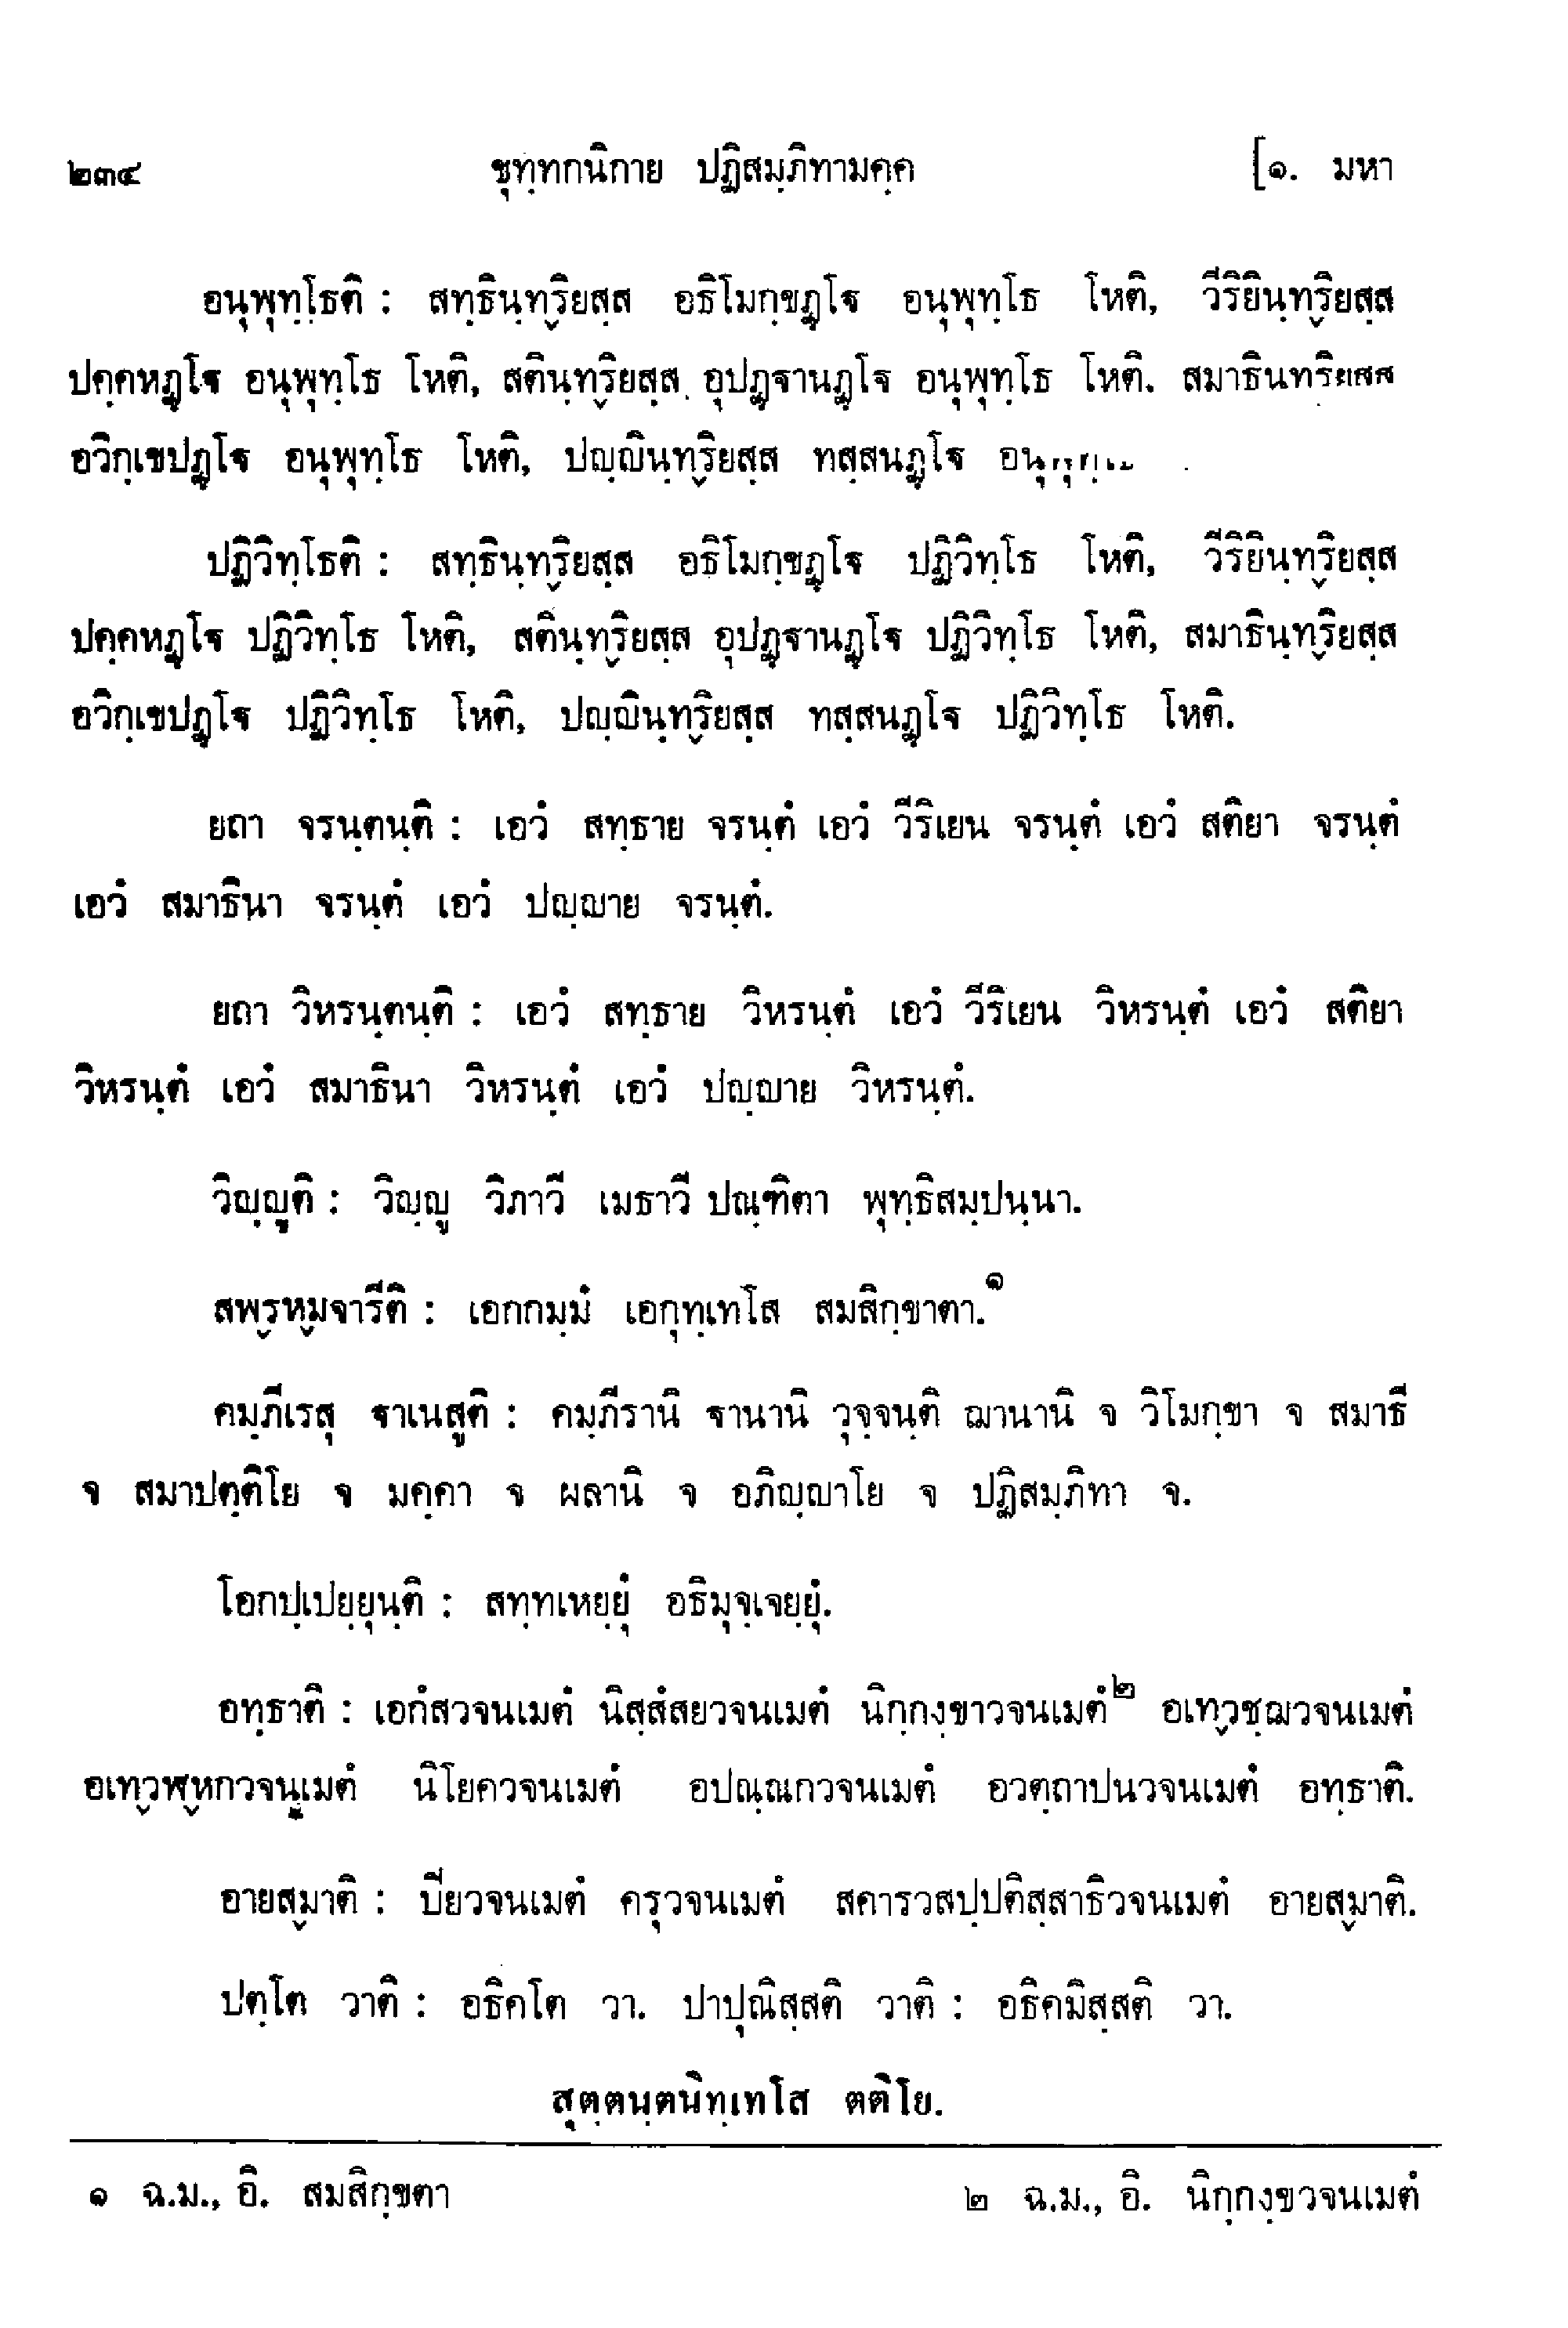 ๒๓๔ ขุทฺทกนิกาย ปฏิสมฺภิทามคฺค [๑. มหา
อนุพุทฺโธติ : สทฺธินฺทฺริยสฺส อธิโมกฺขฏฺโฐ อนุพุทฺโธ โหติ, วีริยินฺทฺริยสฺส
ปคฺคหฏฺโฐ อนุพุทฺโธ โหติ, สตินฺทฺริยสฺส อุปฏฺฐานฏฺโฐ อนุพุทฺโธ โหติ. สมาธินทริยสส
อวิกฺเขปฏฺโฐ อนุพุทฺโธ โหติ, ปญฺญินฺทฺริยสฺส ทสฺสนฏฺโฐ
ปฏิวิทฺโธติ : สทฺธินฺทฺริยสฺส อธิโมกฺขฏฺโฐ ปฏิวิทฺโธ โหติ, วีริยินฺทฺริยสฺส
ปคฺคหฏฺโฐ ปฏิวิทฺโธ โหติ, สตินฺทฺริยสฺส อุปฏฺฐานฏฺโฐ ปฏิวิทฺโธ โหติ, สมาธินฺทฺริยสฺส
อวิกฺเขปฏฺโฐ ปฏิวิทฺโธ โหติ, ปญฺญินฺทฺริยสฺส ทสฺสนฏฺโฐ ปฏิวิทฺโธ โหติ.
ยถา จรนฺตนฺติ : เอวํ สทฺธาย จรนฺตํ เอวํ วีริเยน จรนฺตํ เอวํ สติยา จรนฺตํ
เอวํ สมาธินา จรนฺตํ เอวํ ปญฺญาย จรนฺตํ.
ยถา วิหรนฺตนฺติ : เอวํ สทฺธาย วิหรนฺตํ เอวํ วีริเยน วิหรนฺตํ เอวํ สติยา
วิหรนฺตํ เอวํ สมาธินา วิหรนฺตํ เอวํ ปญฺญาย วิหรนฺตํ.
วิญฺญูติ : วิญฺญู วิภาวี เมธาวี ปณฺฑิตา พุทฺธิสมฺปนฺนา.
สพฺรหฺมจารีติ : เอกกมฺมํ เอกุทฺเทโส สมสิกฺขาตา.๑
คมฺภีเรสุ ฐาเนสูติ : คมฺภีรานิ ฐานานิ วุจฺจนฺติ ฌานานิ จ วิโมกฺขา จ สมาธี
จ สมาปตฺติโย จ มคฺคา จ ผลานิ จ อภิญฺญาโย จ ปฏิสมฺภิทา จ.
โอกปฺเปยฺยุนฺติ : สทฺทเหยฺยุํ อธิมุจฺเจยฺยุํ.
อทฺธาติ : เอกํสวจนเมตํ นิสฺสํสยวจนเมตํ นิกฺกงฺขาวจนเมตํ๒ อเทฺวชฺฌวจนเมตํ
อเทฺวฬฺหกวจนเมตํ นิโยควจนเมตํ อปณฺณกวจนเมตํ อวตฺถาปนวจนเมตํ อทฺธาติ.
อายสฺมาติ : ปิยวจนเมตํ ครุวจนเมตํ สคารวสปฺปติสฺสาธิวจนเมตํ อายสฺมาติ.
ปตฺโต วาติ : อธิคโต วา. ปาปุณิสฺสติ วาติ : อธิคมิสฺสติ วา.
สุตฺตนฺตนิทฺเทโส ตติโย.
๑ ฉ.ม., อิ. สมสิกฺขตา ๒ ฉ.ม., อิ. นิกฺกงฺขวจนเมตํ